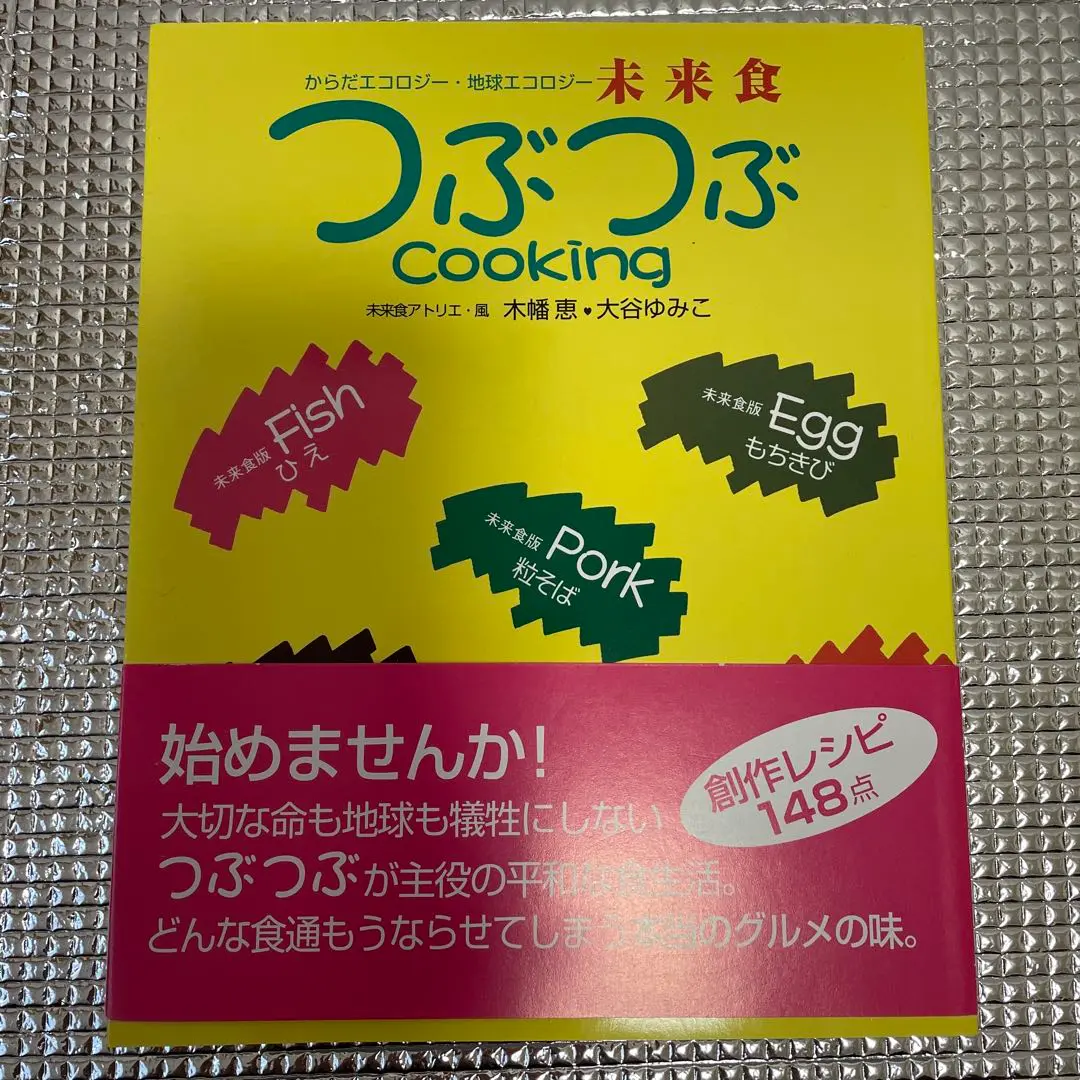 からだエコロジー・地球エコロジー 未来食
つぶつぶ
Cooking
未来食アトリエ・風 木幡 恵♥大谷ゆみこ
未来食版 Fish
ひえ
未来食版 Egg
もちきび
未来食版 Pork
粒そば
始めませんか!
創作レシピ
148点
大切な命も地球も犠牲にしない
つぶつぶが主役の平和な食生活。
どんな食通もうならせてしまう本当のグルメの味。